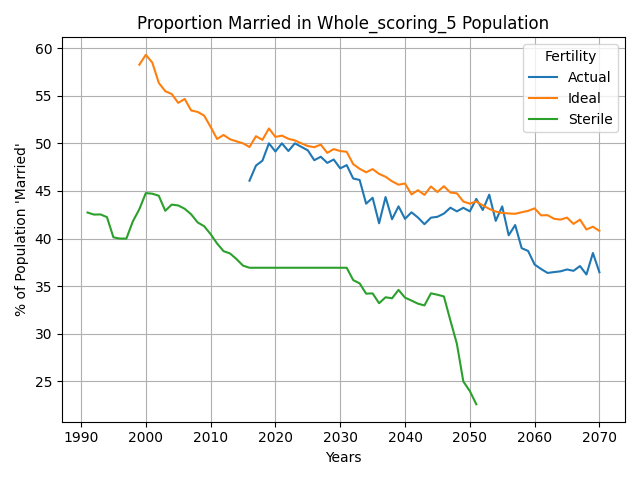 Proportion Married in Whole_scoring_5 Population
% of Population 'Married'
60
55
50
45
40
35
30
25
Fertility
Actual
Ideal
Sterile
1990 2000 2010 2020 2030 2040 2050 2060 2070
Years